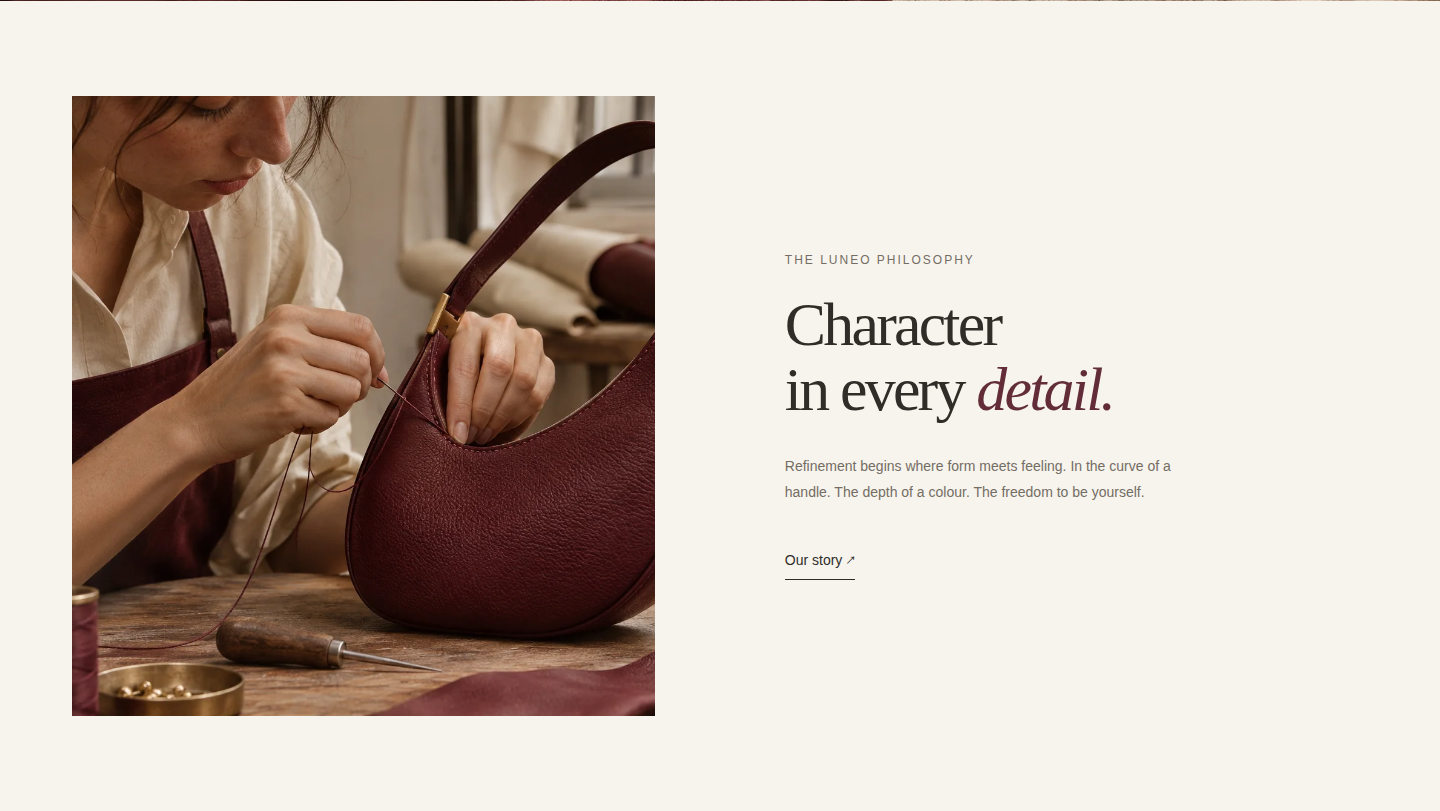 THE LUNEO PHILOSOPHY
Character
in every detail.
Refinement begins where form meets feeling. In the curve of a
handle. The depth of a colour. The freedom to be yourself.
Our story ↗